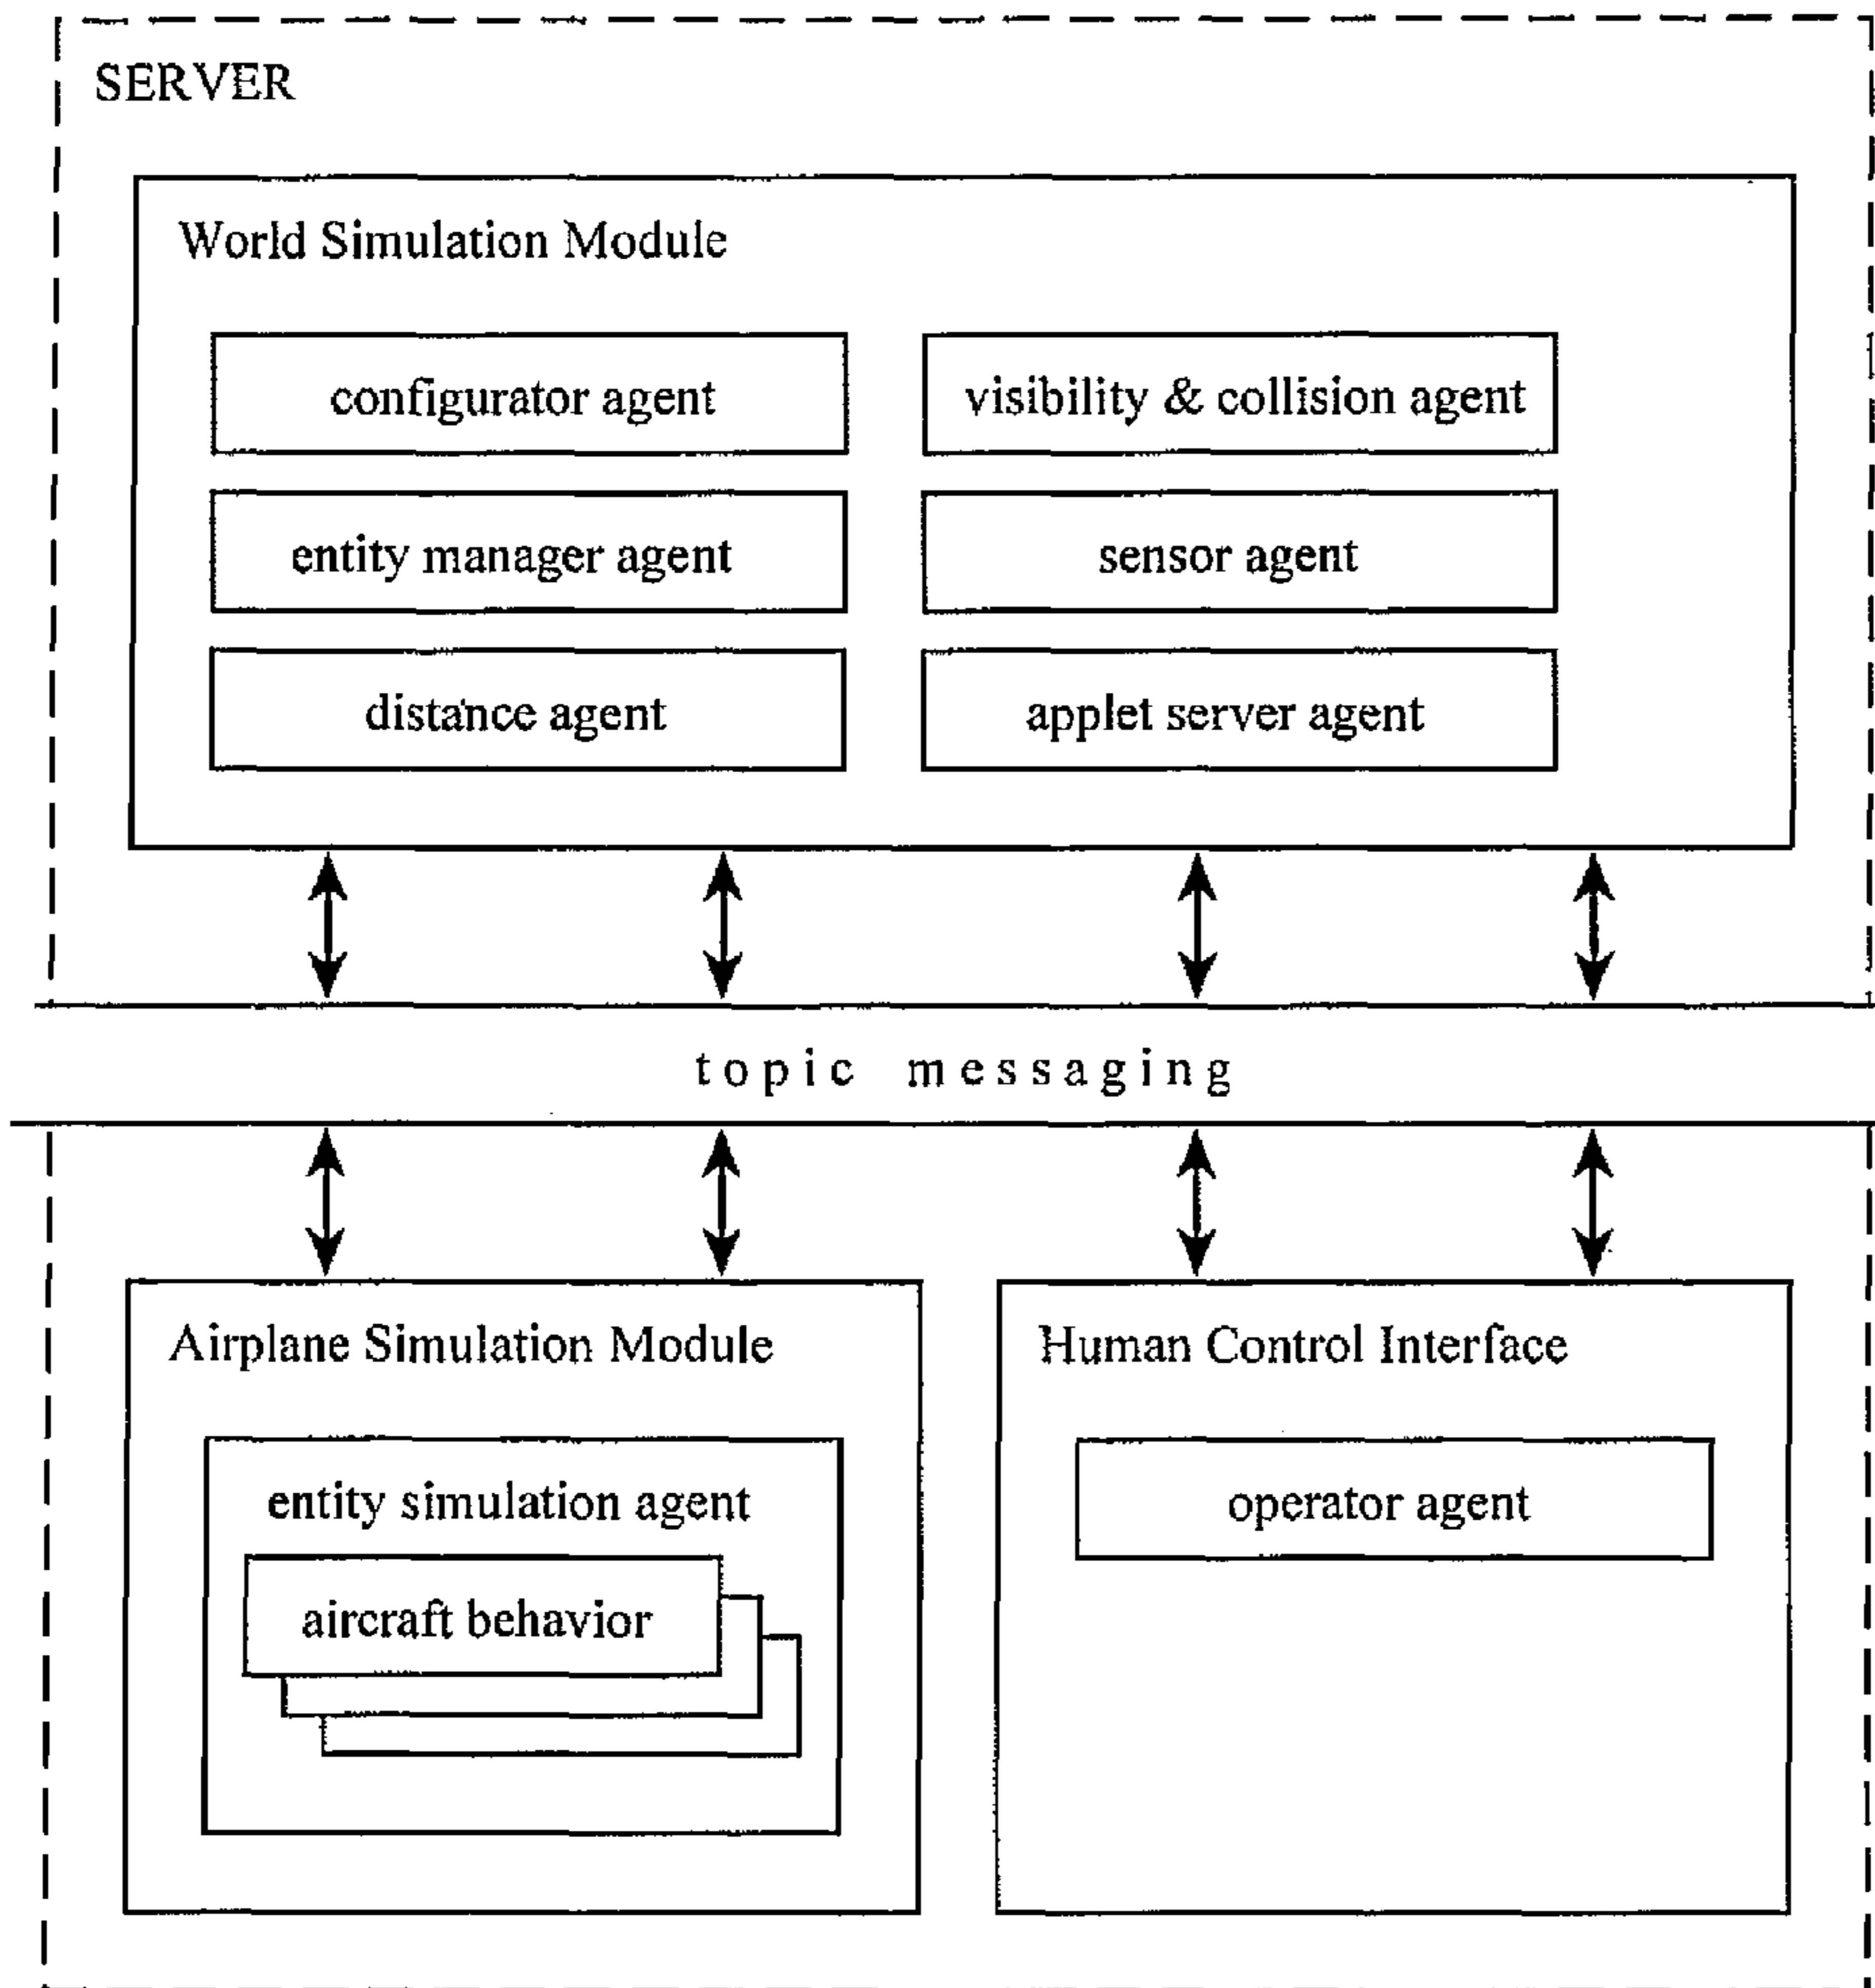 SERVER
World Simulation Module
configurator agent
visibility & collision agent
entity manager agent
sensor agent
distance agent
applet server agent
topic messaging
Airplane Simulation Module
entity simulation agent
aircraft behavior
Human Control Interface
operator agent